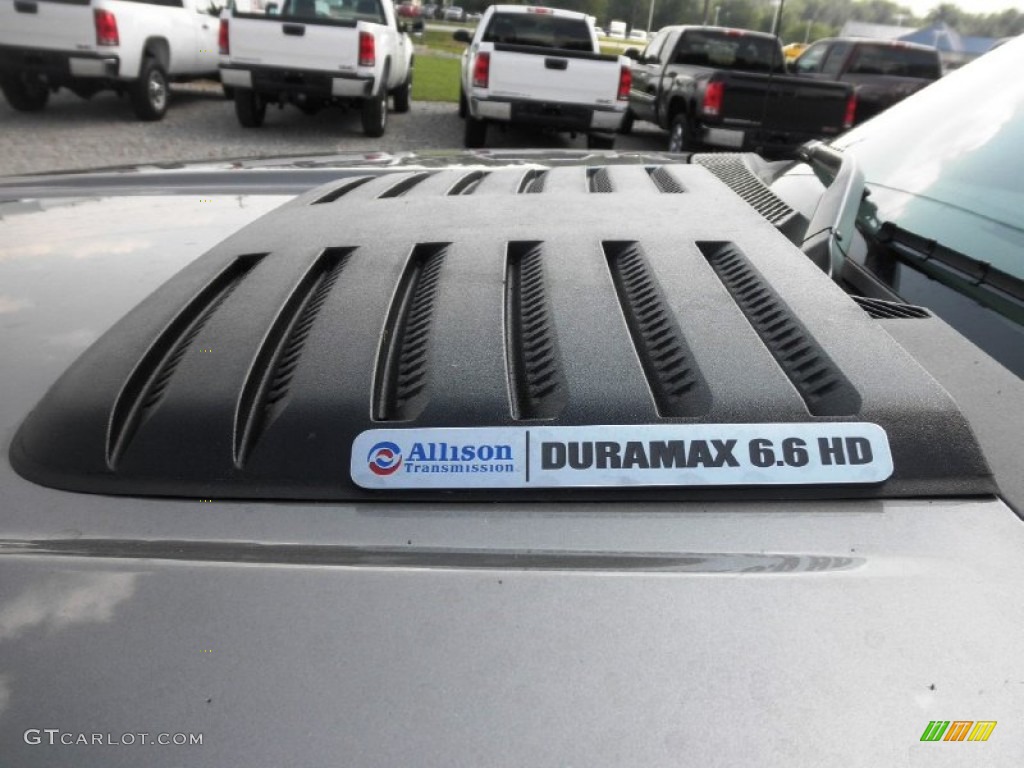 Allison
Transmission
DURAMAX 6.6 HD
GTCARLOT.COM